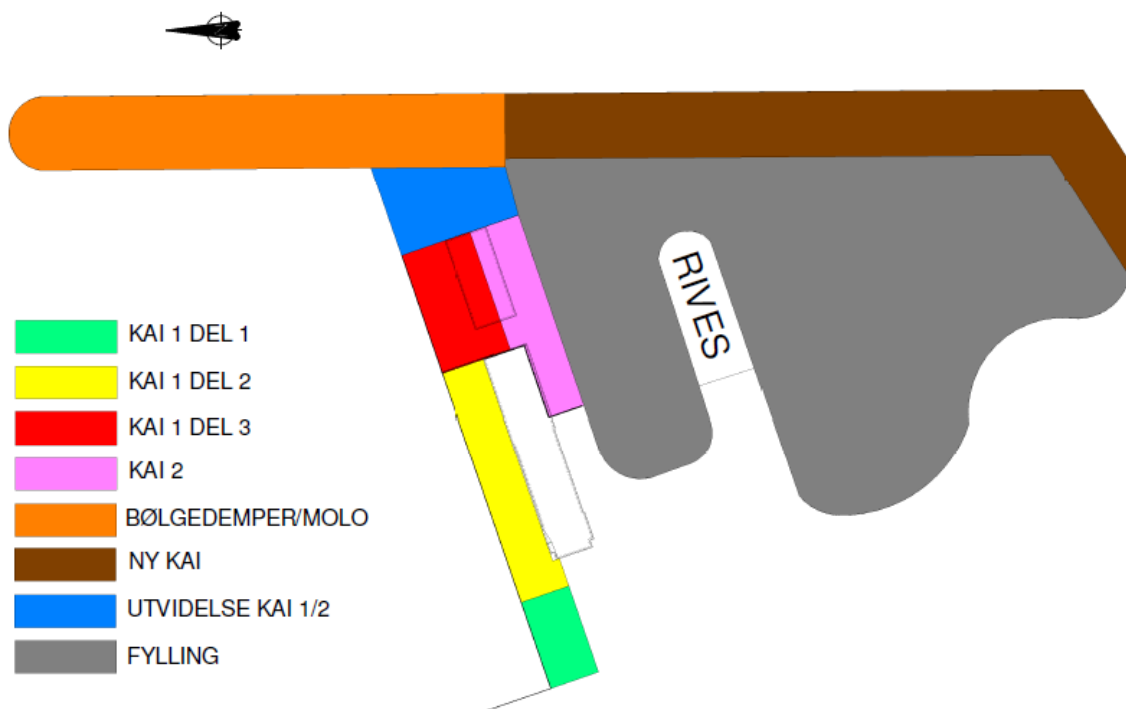 RIVES
KAI 1 DEL 1
KAI 1 DEL 2
KAI 1 DEL 3
KAI 2
BØLGEDEMPER/MOLO
NY KAI
UTVIDELSE KAI 1/2
FYLLING